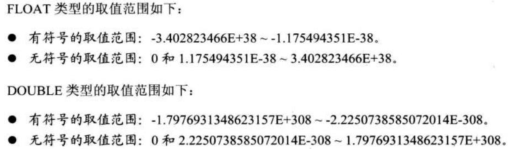 FLOAT 类型的取值范围如下：
● 有符号的取值范围：-3.402823466E+38 ~ -1.175494351E-38。
● 无符号的取值范围：0 和 1.175494351E-38 ~ 3.402823466E+38。
DOUBLE 类型的取值范围如下：
● 有符号的取值范围：-1.7976931348623157E+308 ~ -2.2250738585072014E-308。
● 无符号的取值范围：0 和 2.2250738585072014E-308 ~ 1.7976931348623157E+308。